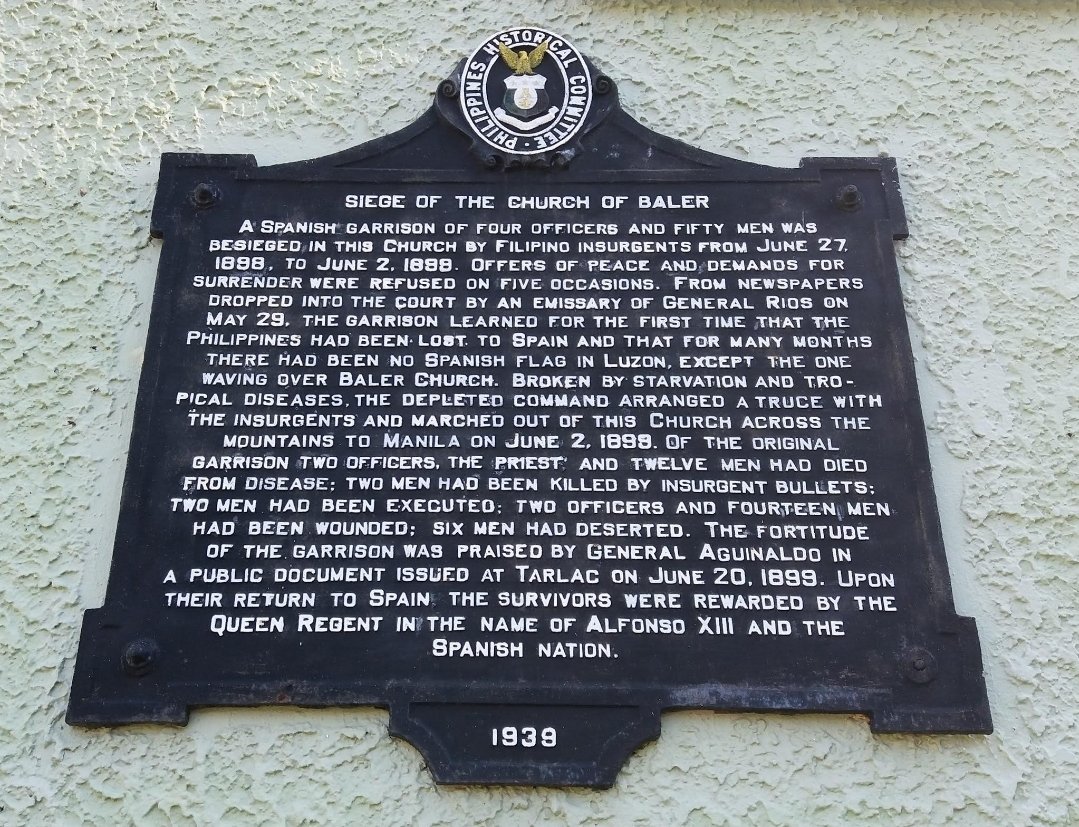 PHILIPPINES HISTORICAL COMMITTEE ·
SIEGE OF THE CHURCH OF BALER
A SPANISH GARRISON OF FOUR OFFICERS AND FIFTY MEN WAS
BESIEGED IN THIS CHURCH BY FILIPINO INSURGENTS FROM JUNE 27,
1898, TO JUNE 2, 1899. OFFERS OF PEACE AND DEMANDS FOR
SURRENDER WERE REFUSED ON FIVE OCCASIONS. FROM NEWSPAPERS
DROPPED INTO THE COURT BY AN EMISSARY OF GENERAL RIOS ON
MAY 29, THE GARRISON LEARNED FOR THE FIRST TIME THAT THE
PHILIPPINES HAD BEEN LOST TO SPAIN AND THAT FOR MANY MONTHS
THERE HAD BEEN NO SPANISH FLAG IN LUZON, EXCEPT THE ONE
WAVING OVER BALER CHURCH. BROKEN BY STARVATION AND TRO-
PICAL DISEASES, THE DEPLETED COMMAND ARRANGED A TRUCE WITH
THE INSURGENTS AND MARCHED OUT OF THIS CHURCH ACROSS THE
MOUNTAINS TO MANILA ON JUNE 2, 1899. OF THE ORIGINAL
GARRISON TWO OFFICERS, THE PRIEST, AND TWELVE MEN HAD DIED
FROM DISEASE; TWO MEN HAD BEEN KILLED BY INSURGENT BULLETS;
TWO MEN HAD BEEN EXECUTED; TWO OFFICERS AND FOURTEEN MEN
HAD BEEN WOUNDED; SIX MEN HAD DESERTED. THE FORTITUDE
OF THE GARRISON WAS PRAISED BY GENERAL AGUINALDO IN
A PUBLIC DOCUMENT ISSUED AT TARLAC ON JUNE 20, 1899. UPON
THEIR RETURN TO SPAIN THE SURVIVORS WERE REWARDED BY THE
QUEEN REGENT IN THE NAME OF ALFONSO XIII AND THE
SPANISH NATION.
1939